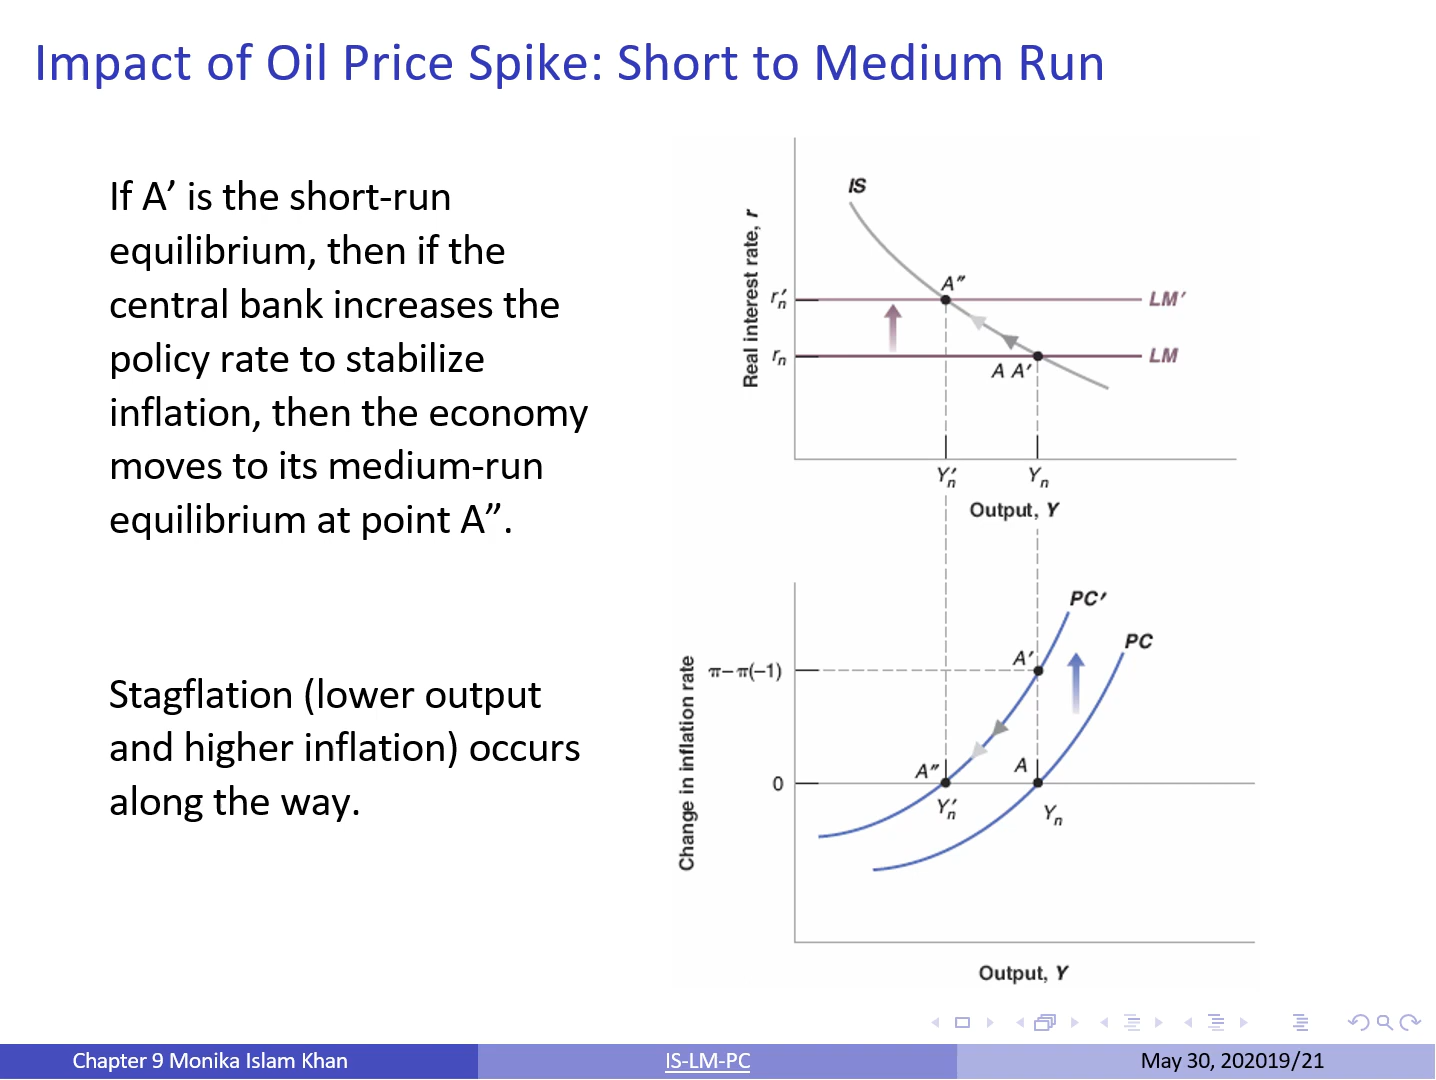 Impact of Oil Price Spike: Short to Medium Run
If A’ is the short-run
equilibrium, then if the
central bank increases the
policy rate to stabilize
inflation, then the economy
moves to its medium-run
equilibrium at point A”.
Stagflation (lower output
and higher inflation) occurs
along the way.
Real interest rate, r
IS
A″
r′n
LM′
rn
LM
A A′
Y′n
Yn
Output, Y
Change in inflation rate
PC′
PC
π–π(–1)
A′
A″
A
0
Y′n
Yn
Output, Y
Chapter 9 Monika Islam Khan
IS-LM-PC
May 30, 202019/21